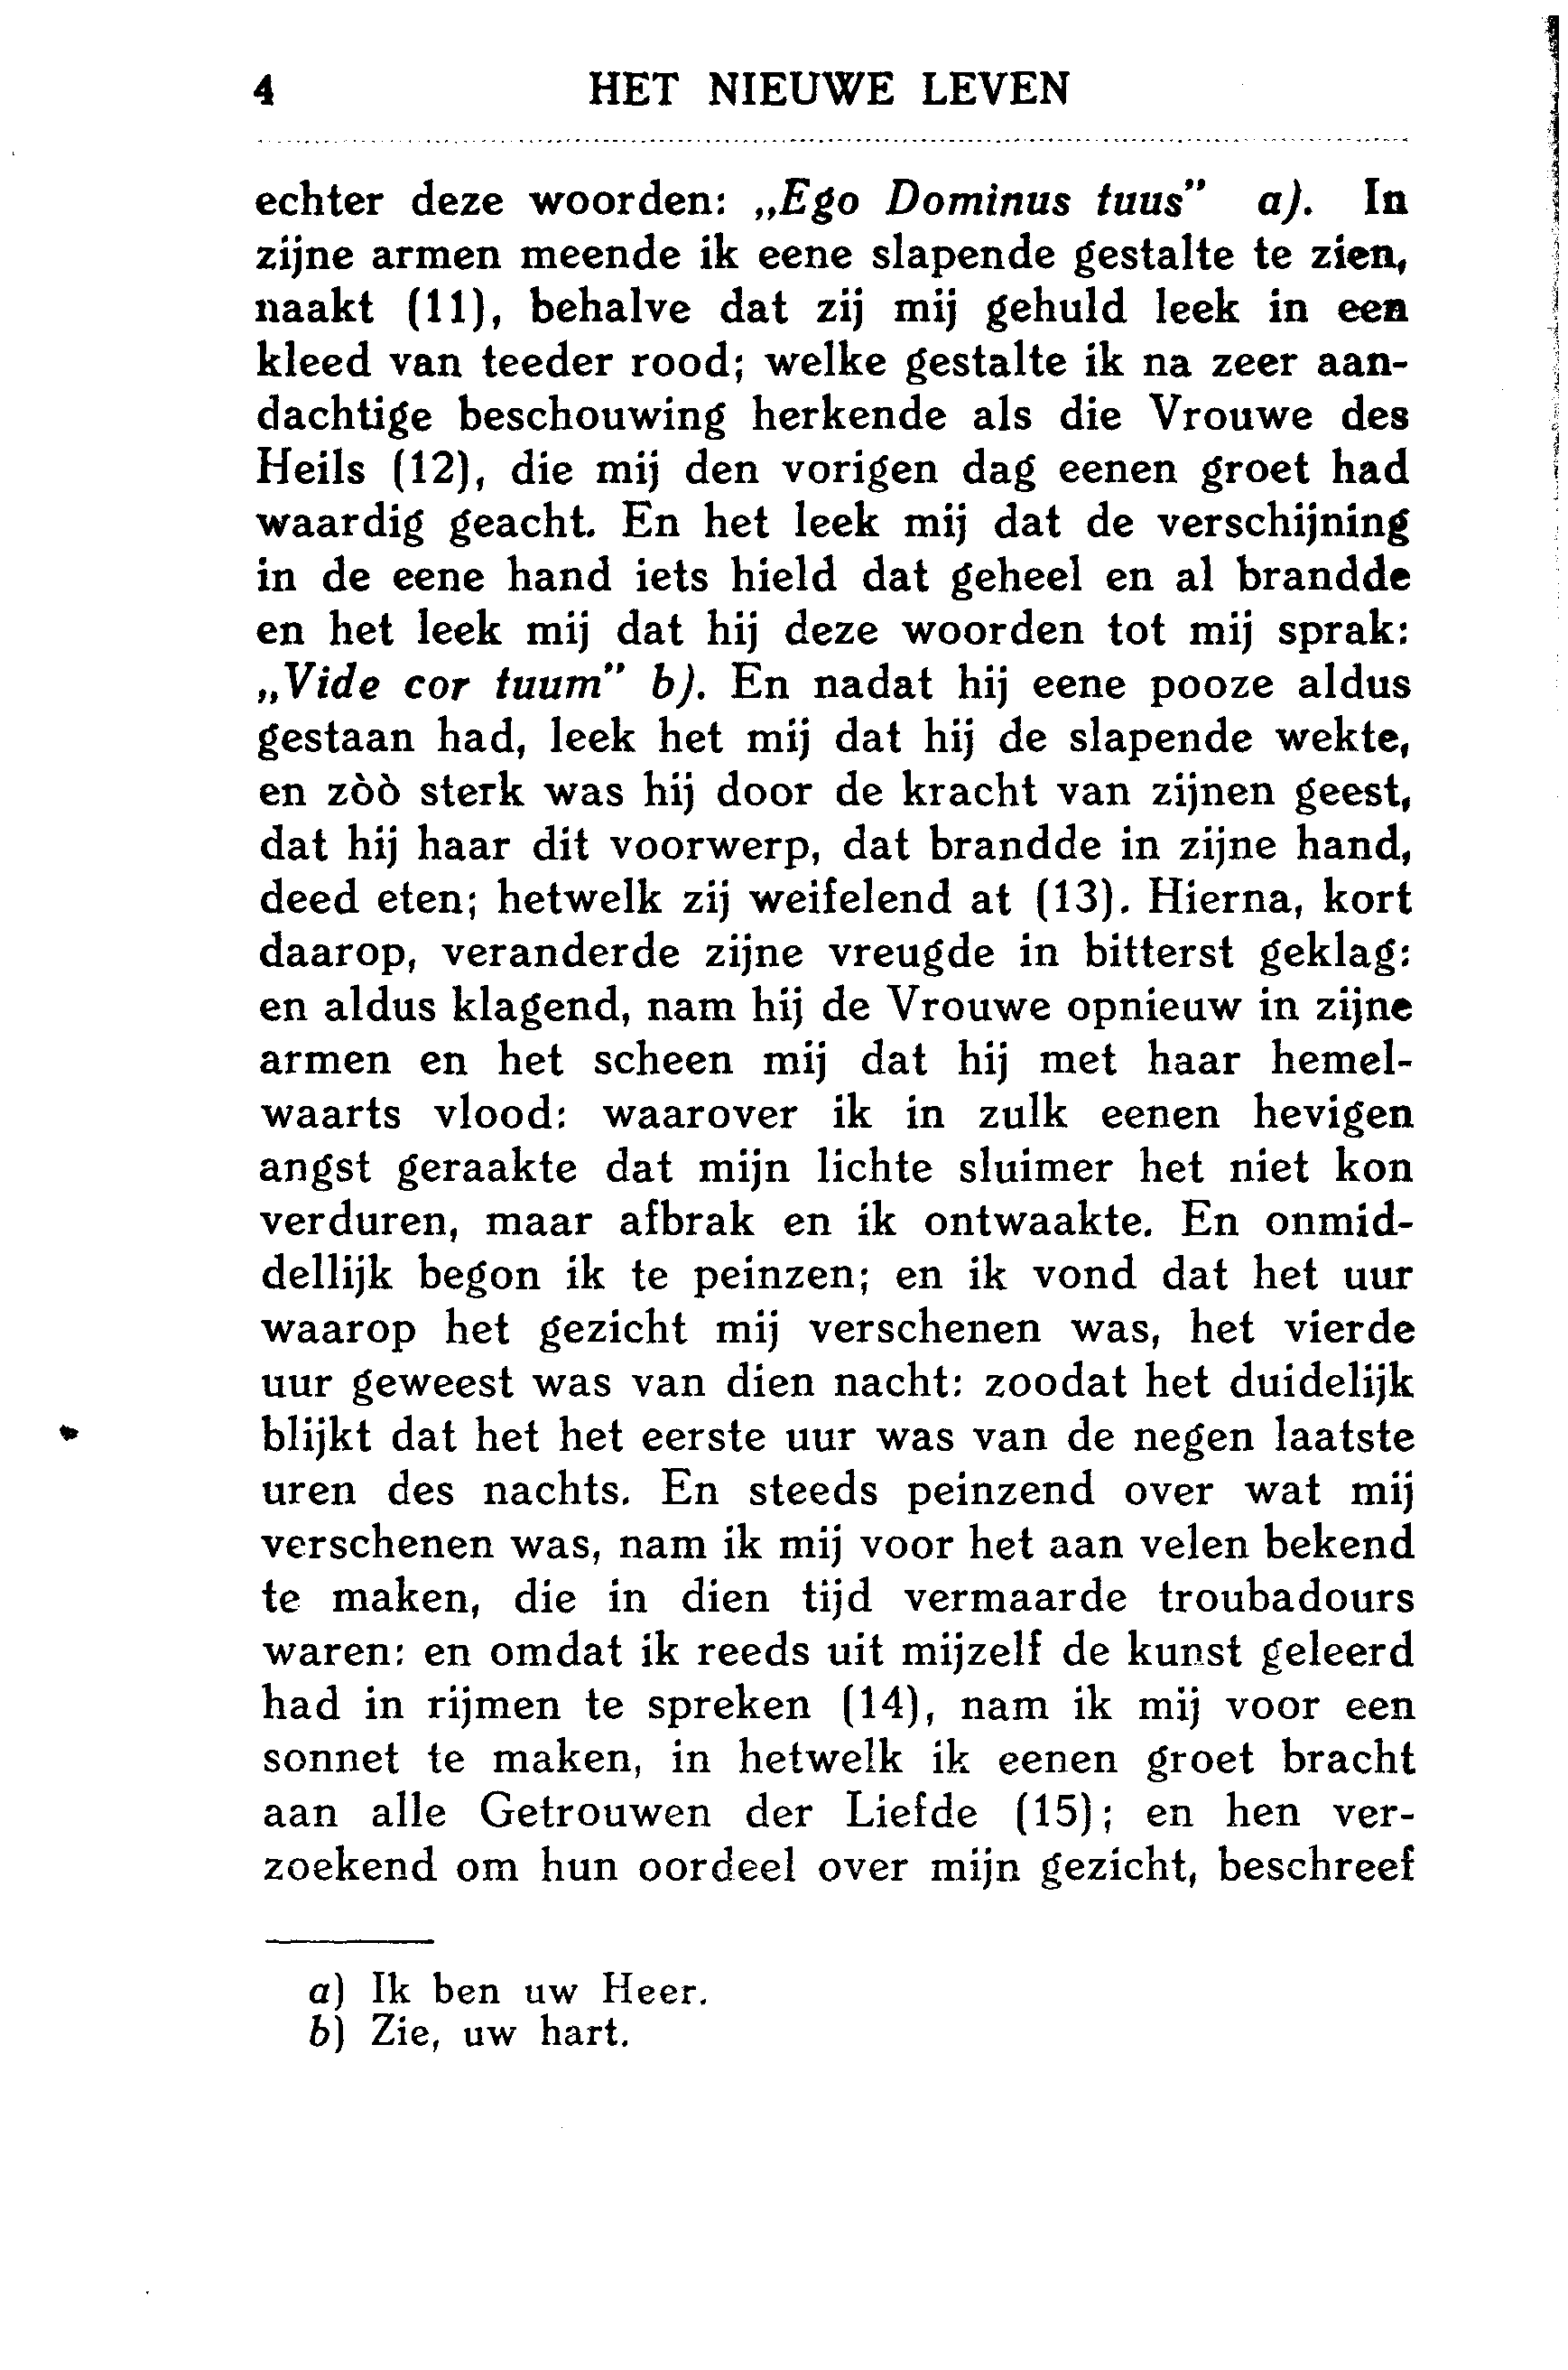 4 HET NIEUWE LEVEN
echter deze woorden: „Ego Dominus tuus” a). In
zijne armen meende ik eene slapende gestalte te zien,
naakt (11), behalve dat zij mij gehuld leek in een
kleed van teeder rood; welke gestalte ik na zeer aan-
dachtige beschouwing herkende als die Vrouwe des
Heils (12), die mij den vorigen dag eenen groet had
waardig geacht. En het leek mij dat de verschijning
in de eene hand iets hield dat geheel en al brandde
en het leek mij dat hij deze woorden tot mij sprak:
„Vide cor tuum” b). En nadat hij eene pooze aldus
gestaan had, leek het mij dat hij de slapende wekte,
en zòò sterk was hij door de kracht van zijnen geest,
dat hij haar dit voorwerp, dat brandde in zijne hand,
deed eten; hetwelk zij weifelend at (13). Hierna, kort
daarop, veranderde zijne vreugde in bitterst geklag:
en aldus klagend, nam hij de Vrouwe opnieuw in zijne
armen en het scheen mij dat hij met haar hemel-
waarts vlood: waarover ik in zulk eenen hevigen
angst geraakte dat mijn lichte sluimer het niet kon
verduren, maar afbrak en ik ontwaakte. En onmid-
dellijk begon ik te peinzen; en ik vond dat het uur
waarop het gezicht mij verschenen was, het vierde
uur geweest was van dien nacht: zoodat het duidelijk
blijkt dat het het eerste uur was van de negen laatste
uren des nachts. En steeds peinzend over wat mij
verschenen was, nam ik mij voor het aan velen bekend
te maken, die in dien tijd vermaarde troubadours
waren: en omdat ik reeds uit mijzelf de kunst geleerd
had in rijmen te spreken (14), nam ik mij voor een
sonnet te maken, in hetwelk ik eenen groet bracht
aan alle Getrouwen der Liefde (15); en hen ver-
zoekend om hun oordeel over mijn gezicht, beschreef
a) Ik ben uw Heer.
b) Zie, uw hart.